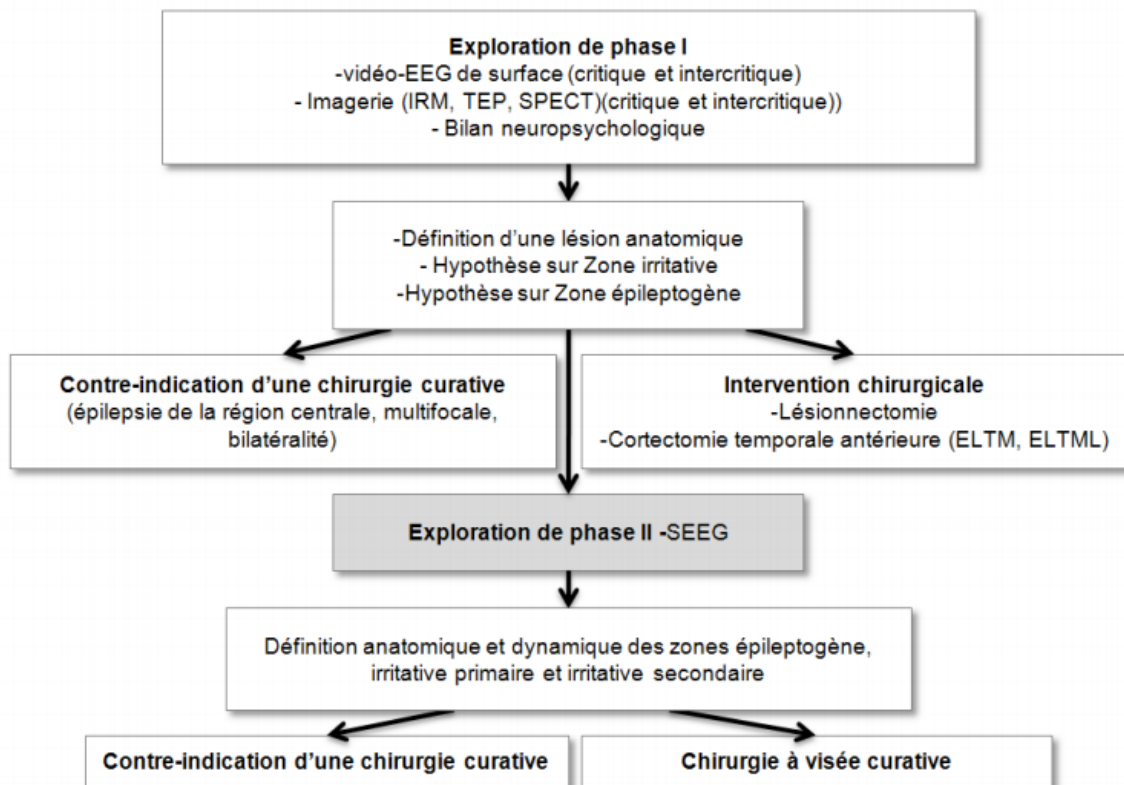 Exploration de phase I
-vidéo-EEG de surface (critique et intercritique)
- Imagerie (IRM, TEP, SPECT)(critique et intercritique))
- Bilan neuropsychologique
-Définition d'une lésion anatomique
- Hypothèse sur Zone irritative
-Hypothèse sur Zone épileptogène
Contre-indication d'une chirurgie curative
(épilepsie de la région centrale, multifocale,
bilatéralité)
Intervention chirurgicale
-Lésionnectomie
-Cortectomie temporale antérieure (ELTM, ELTML)
Exploration de phase II -SEEG
Définition anatomique et dynamique des zones épileptogène,
irritative primaire et irritative secondaire
Contre-indication d'une chirurgie curative
Chirurgie à visée curative